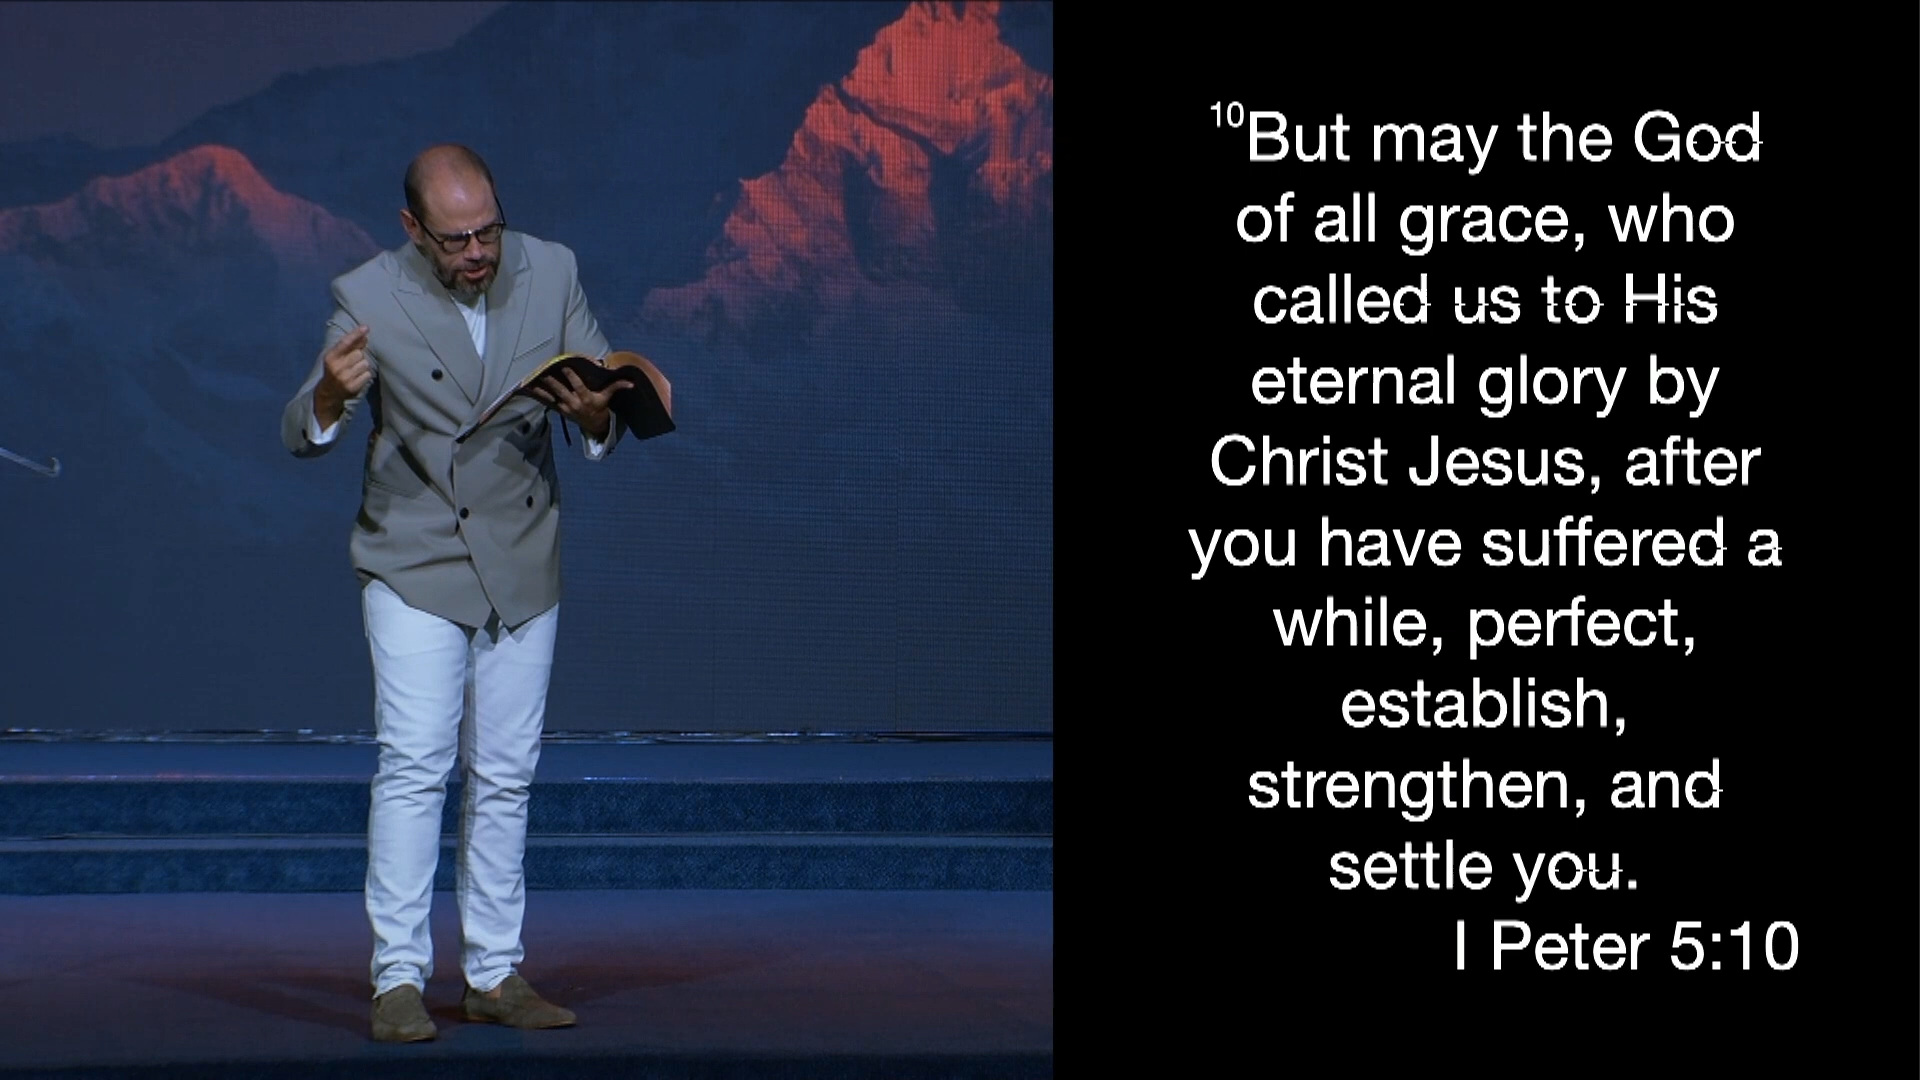 10But may the God
of all grace, who
called us to His
eternal glory by
Christ Jesus, after
you have suffered a
while, perfect,
establish,
strengthen, and
settle you.
I Peter 5:10